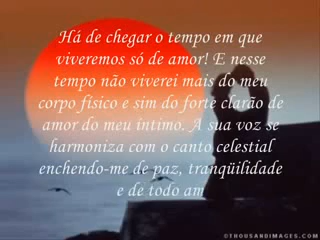 Há de chegar o tempo em que
viveremos só de amor! E nesse
tempo não viverei mais do meu
corpo físico e sim do forte clarão de
amor do meu intimo. A sua voz se
harmoniza com o canto celestial
enchendo-me de paz, tranqüilidade
e de todo am
©THOUSANDIMAGES.COM